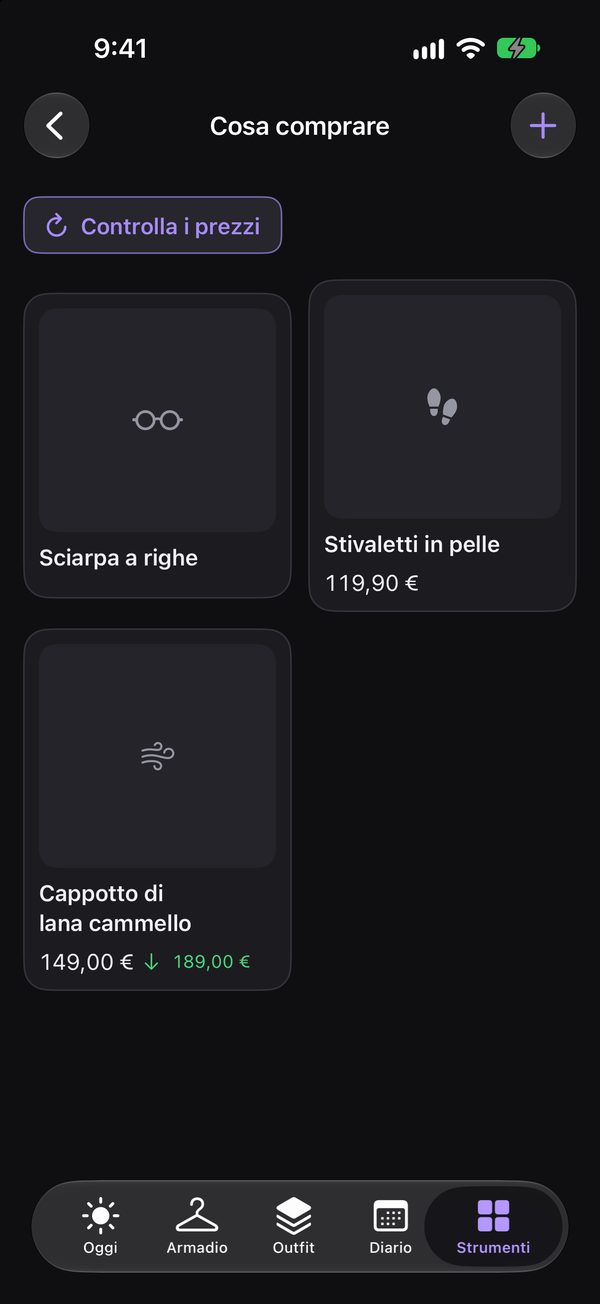 9:41
Cosa comprare
Controlla i prezzi
Sciarpa a righe
Stivaletti in pelle
119,90 €
Cappotto di
lana cammello
149,00 € ↓ 189,00 €
Oggi
Armadio
Outfit
Diario
Strumenti